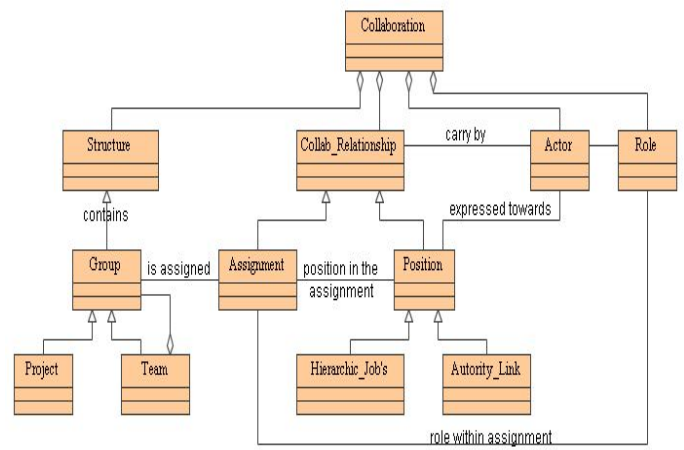 Collaboration
Structure
Collab_Relationship
carry by
Actor
Role
contains
expressed towards
Group
is assigned
Assignment
position in the
assignment
Position
Project
Team
Hierarchic_Job's
Autority_Link
role within assignment